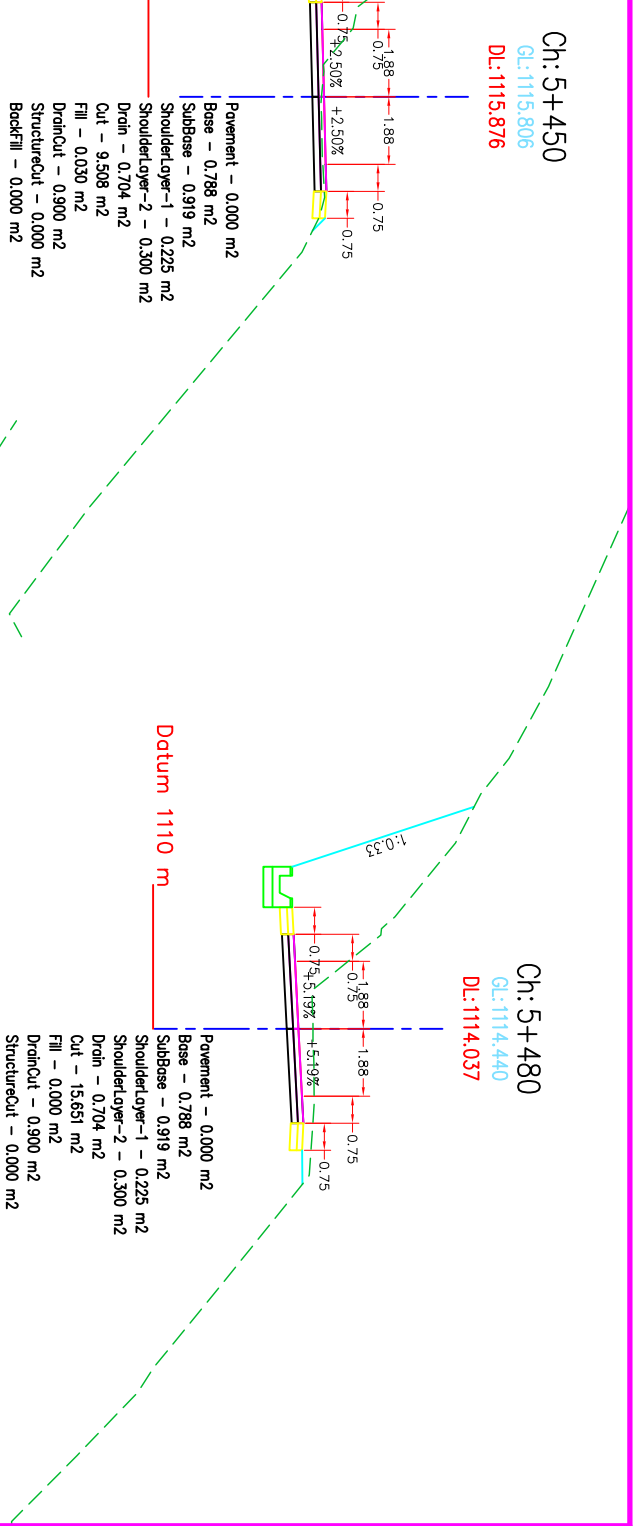 Ch: 5+450
GL:1115.806
DL:1115.876
1.88
1.88
0.75
0.75
0.75
0.75
+2.50%
+2.50%
Pavement - 0.000 m2
Base - 0.788 m2
SubBase - 0.919 m2
ShoulderLayer-1 - 0.225 m2
ShoulderLayer-2 - 0.300 m2
Drain - 0.704 m2
Cut - 9.508 m2
Fill - 0.030 m2
DrainCut - 0.900 m2
StructureCut - 0.000 m2
BackFill - 0.000 m2
Ch: 5+480
GL:1114.440
DL:1114.037
1:0.33
1.88
1.88
0.75
0.75
0.75
0.75
+5.19%
+5.19%
Datum 1110 m
Pavement - 0.000 m2
Base - 0.788 m2
SubBase - 0.919 m2
ShoulderLayer-1 - 0.225 m2
ShoulderLayer-2 - 0.300 m2
Drain - 0.704 m2
Cut - 15.651 m2
Fill - 0.000 m2
DrainCut - 0.900 m2
StructureCut - 0.000 m2